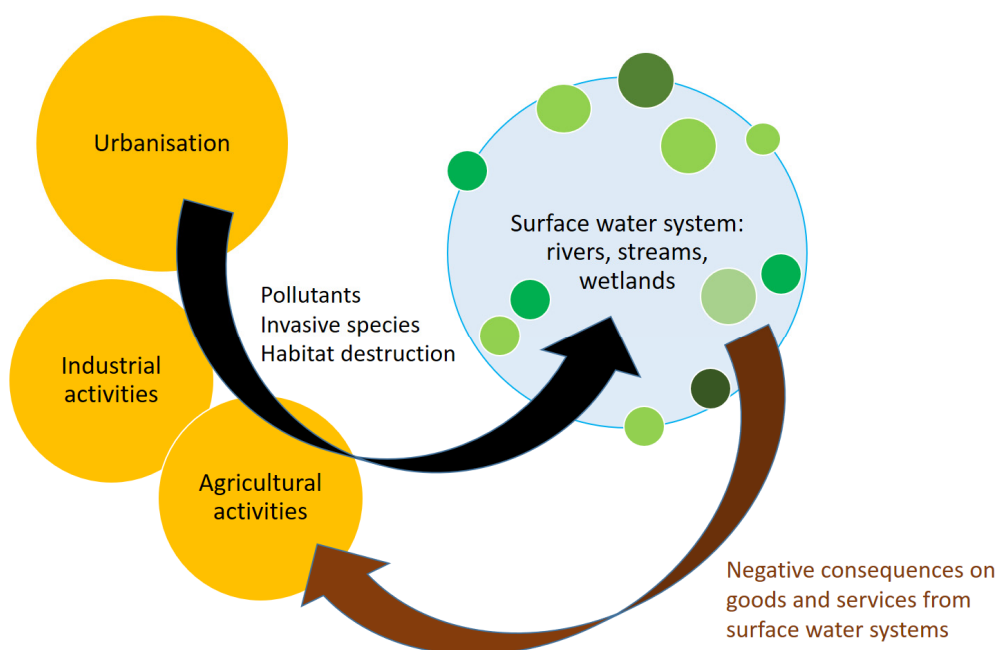 Urbanisation
Surface water system:
rivers, streams,
wetlands
Pollutants
Invasive species
Habitat destruction
Industrial
activities
Agricultural
activities
Negative consequences on
goods and services from
surface water systems